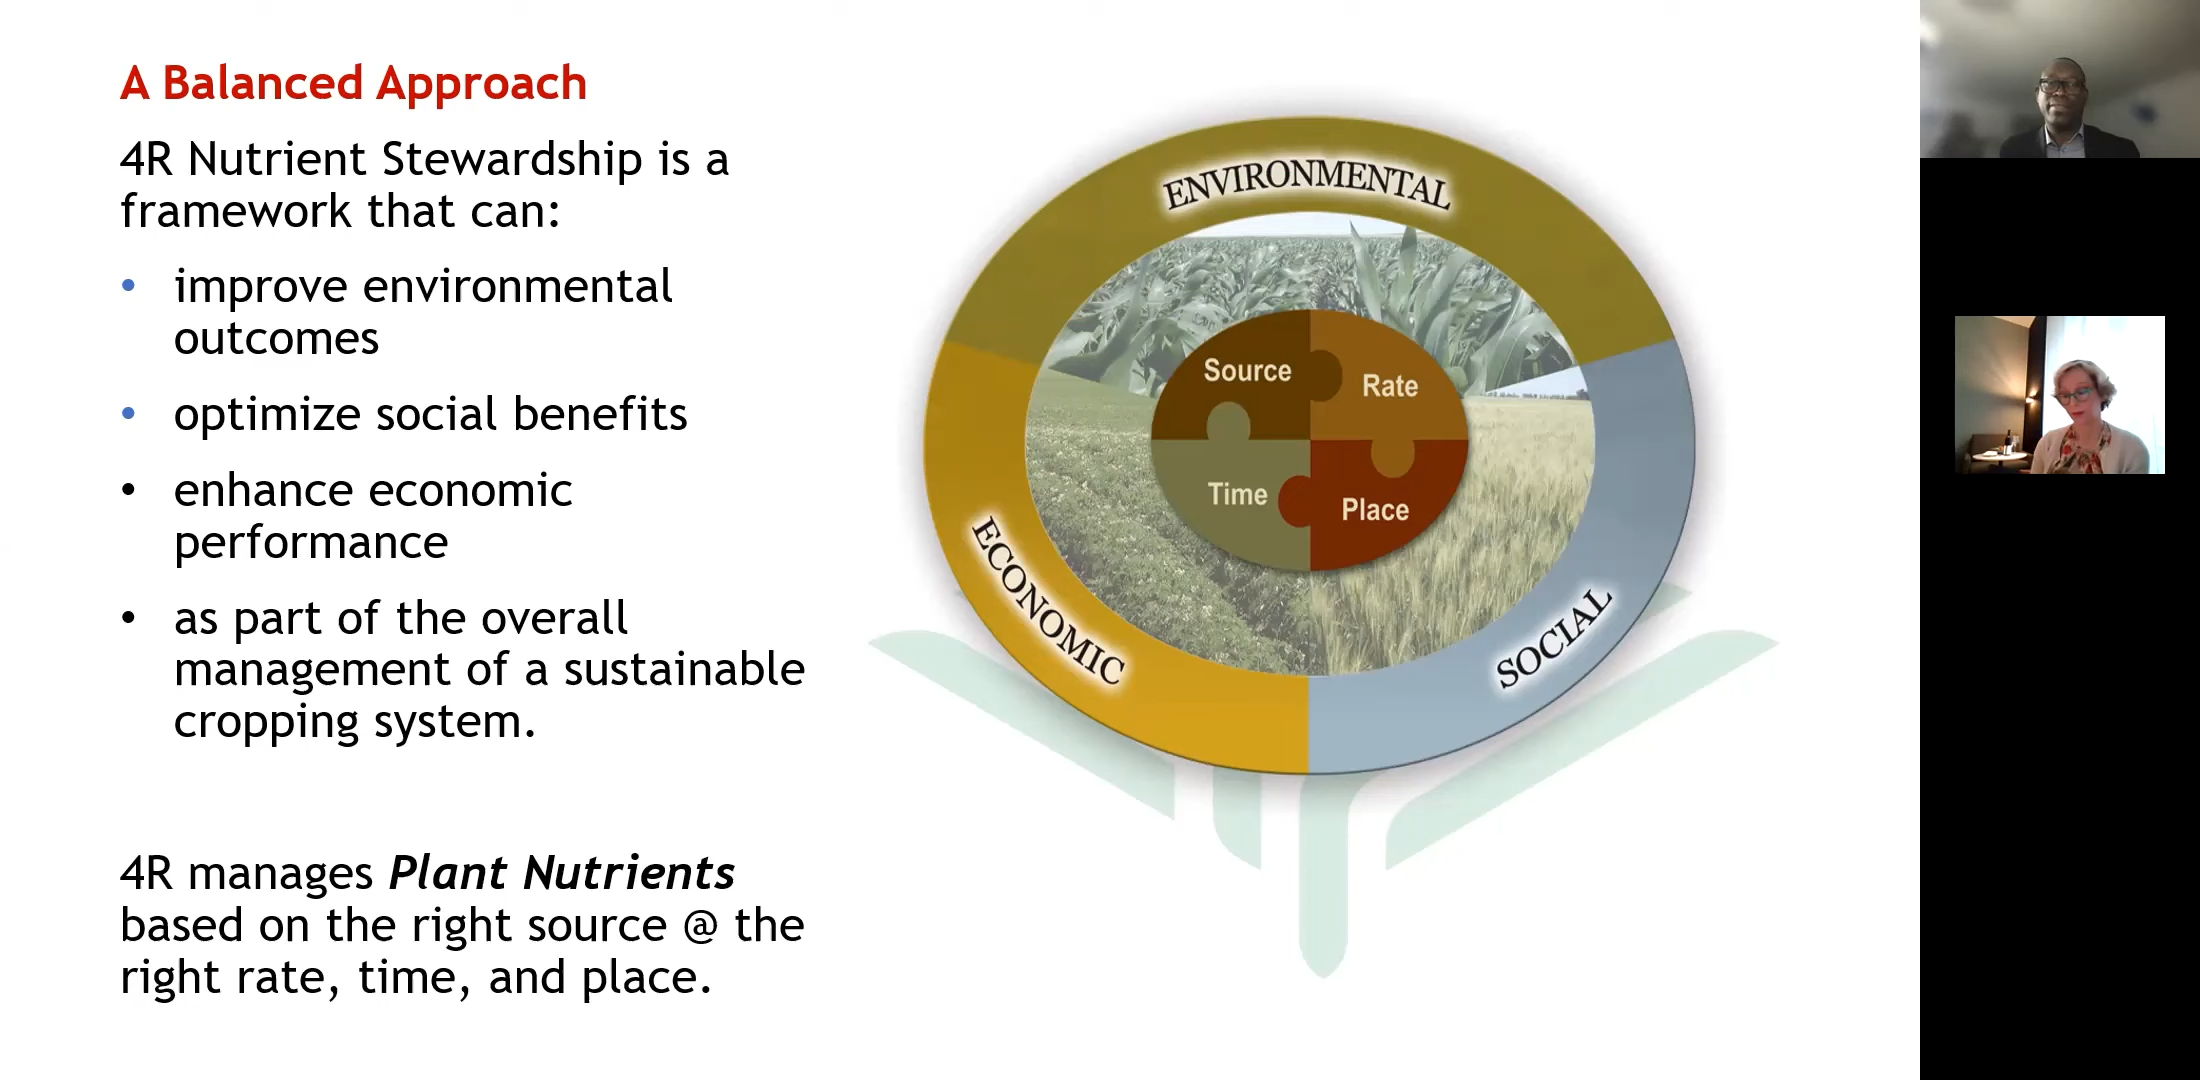 A Balanced Approach
4R Nutrient Stewardship is a
framework that can:
• improve environmental
outcomes
• optimize social benefits
• enhance economic
performance
• as part of the overall
management of a sustainable
cropping system.
4R manages Plant Nutrients
based on the right source @ the
right rate, time, and place.
ENVIRONMENTAL
Source
Rate
Time
Place
ECONOMIC
SOCIAL